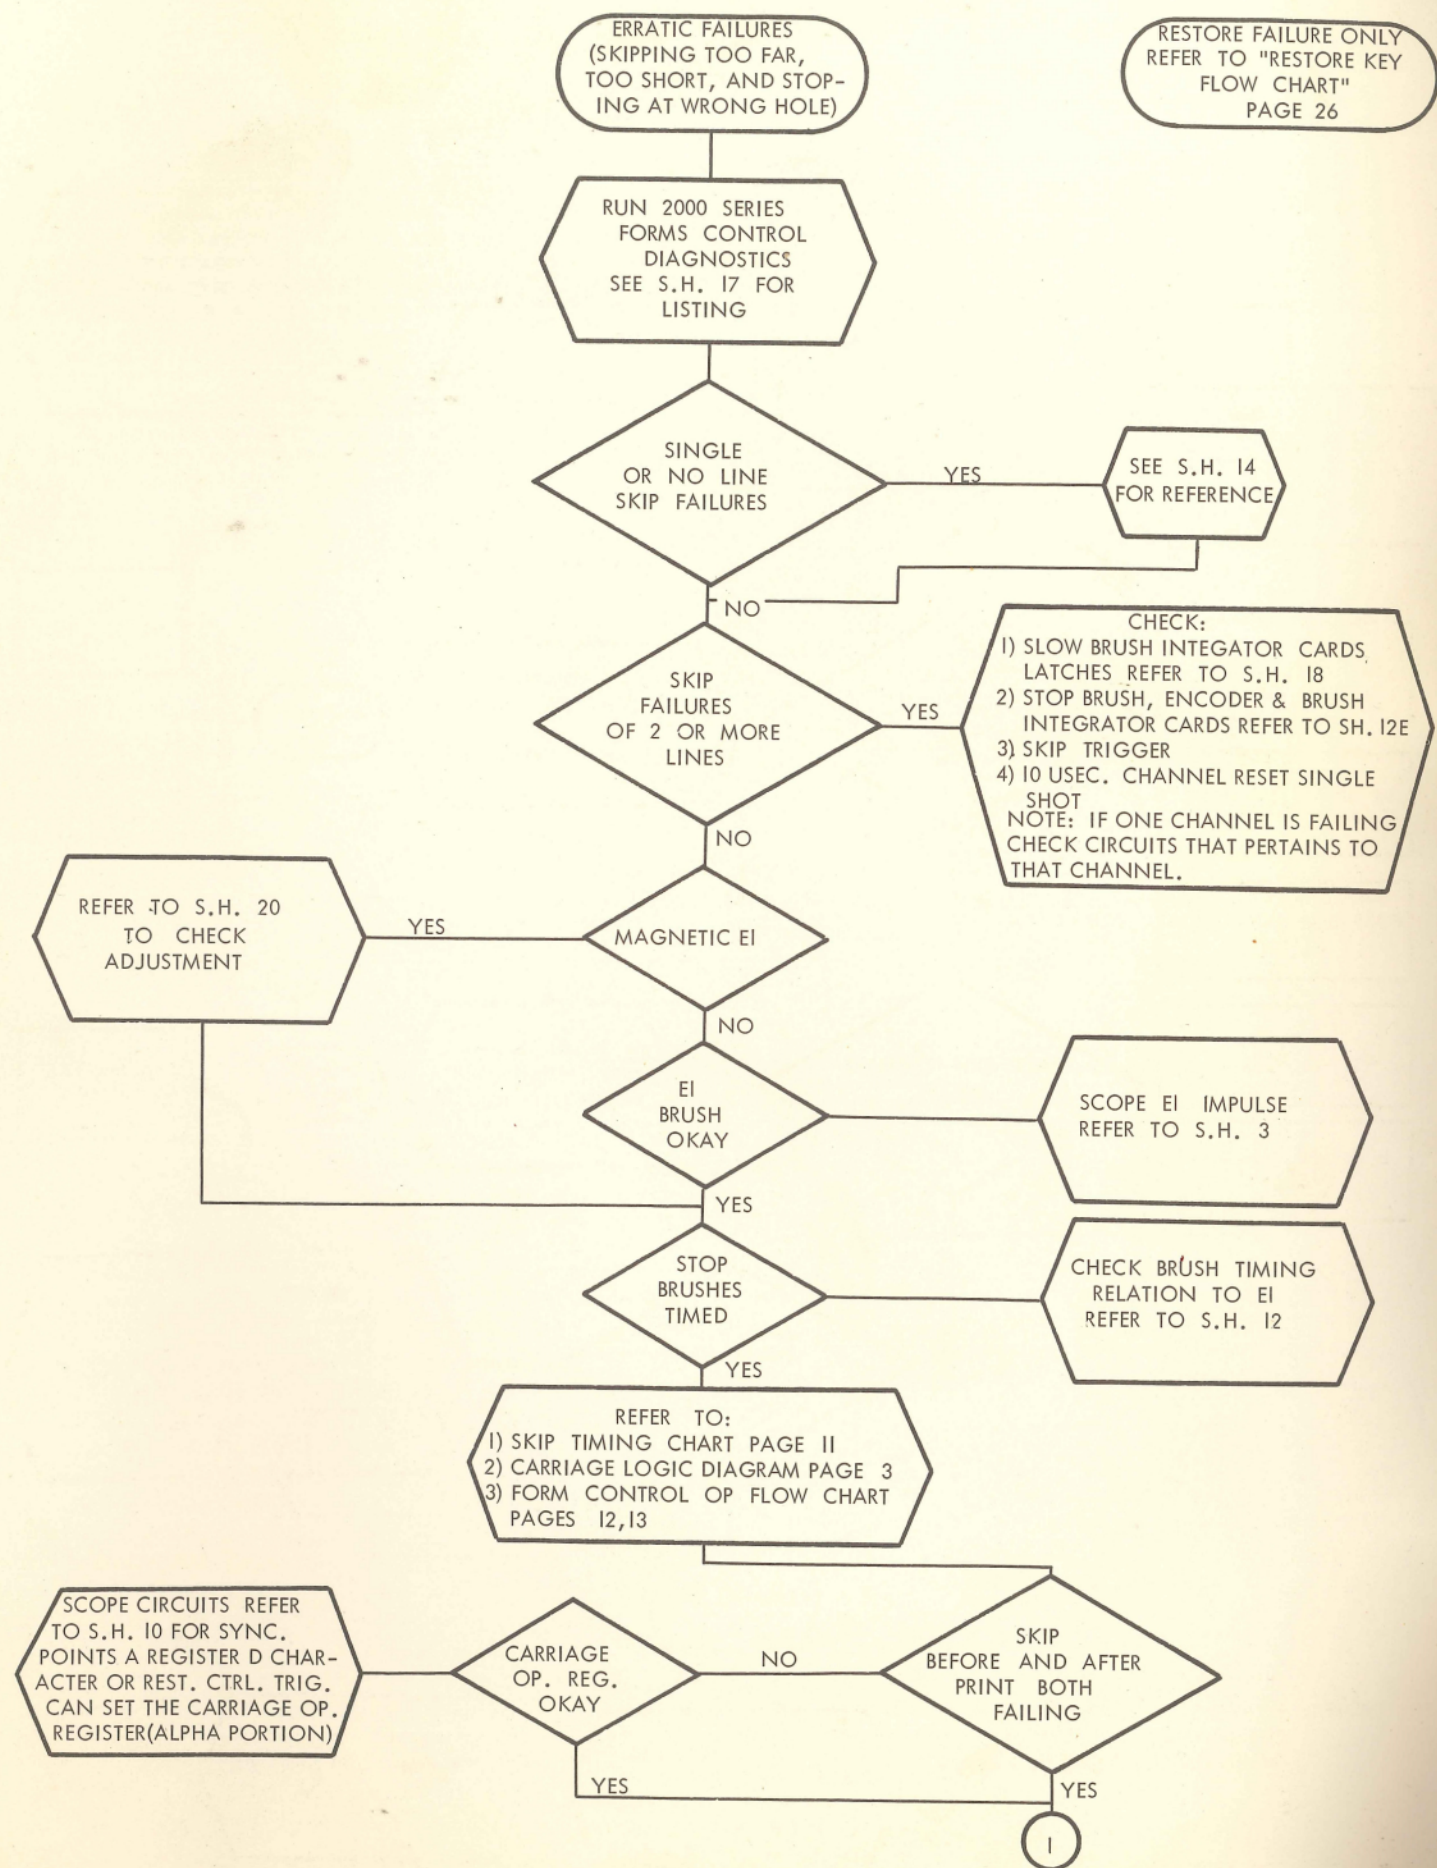 ERRATIC FAILURES
(SKIPPING TOO FAR,
TOO SHORT, AND STOP-
ING AT WRONG HOLE)
RESTORE FAILURE ONLY
REFER TO "RESTORE KEY
FLOW CHART"
PAGE 26
RUN 2000 SERIES
FORMS CONTROL
DIAGNOSTICS
SEE S.H. 17 FOR
LISTING
SINGLE
OR NO LINE
SKIP FAILURES
YES
SEE S.H. 14
FOR REFERENCE
NO
SKIP
FAILURES
OF 2 OR MORE
LINES
YES
CHECK:
1) SLOW BRUSH INTEGATOR CARDS
LATCHES REFER TO S.H. 18
2) STOP BRUSH, ENCODER & BRUSH
INTEGRATOR CARDS REFER TO SH. 12E
3) SKIP TRIGGER
4) 10 USEC. CHANNEL RESET SINGLE
SHOT
NOTE: IF ONE CHANNEL IS FAILING
CHECK CIRCUITS THAT PERTAINS TO
THAT CHANNEL.
NO
REFER TO S.H. 20
TO CHECK
ADJUSTMENT
YES
MAGNETIC EI
NO
EI
BRUSH
OKAY
SCOPE EI IMPULSE
REFER TO S.H. 3
YES
STOP
BRUSHES
TIMED
CHECK BRUSH TIMING
RELATION TO EI
REFER TO S.H. 12
YES
REFER TO:
1) SKIP TIMING CHART PAGE 11
2) CARRIAGE LOGIC DIAGRAM PAGE 3
3) FORM CONTROL OP FLOW CHART
PAGES 12,13
SCOPE CIRCUITS REFER
TO S.H. 10 FOR SYNC.
POINTS A REGISTER D CHAR-
ACTER OR REST. CTRL. TRIG.
CAN SET THE CARRIAGE OP.
REGISTER(ALPHA PORTION)
CARRIAGE
OP. REG.
OKAY
NO
SKIP
BEFORE AND AFTER
PRINT BOTH
FAILING
YES
YES
1